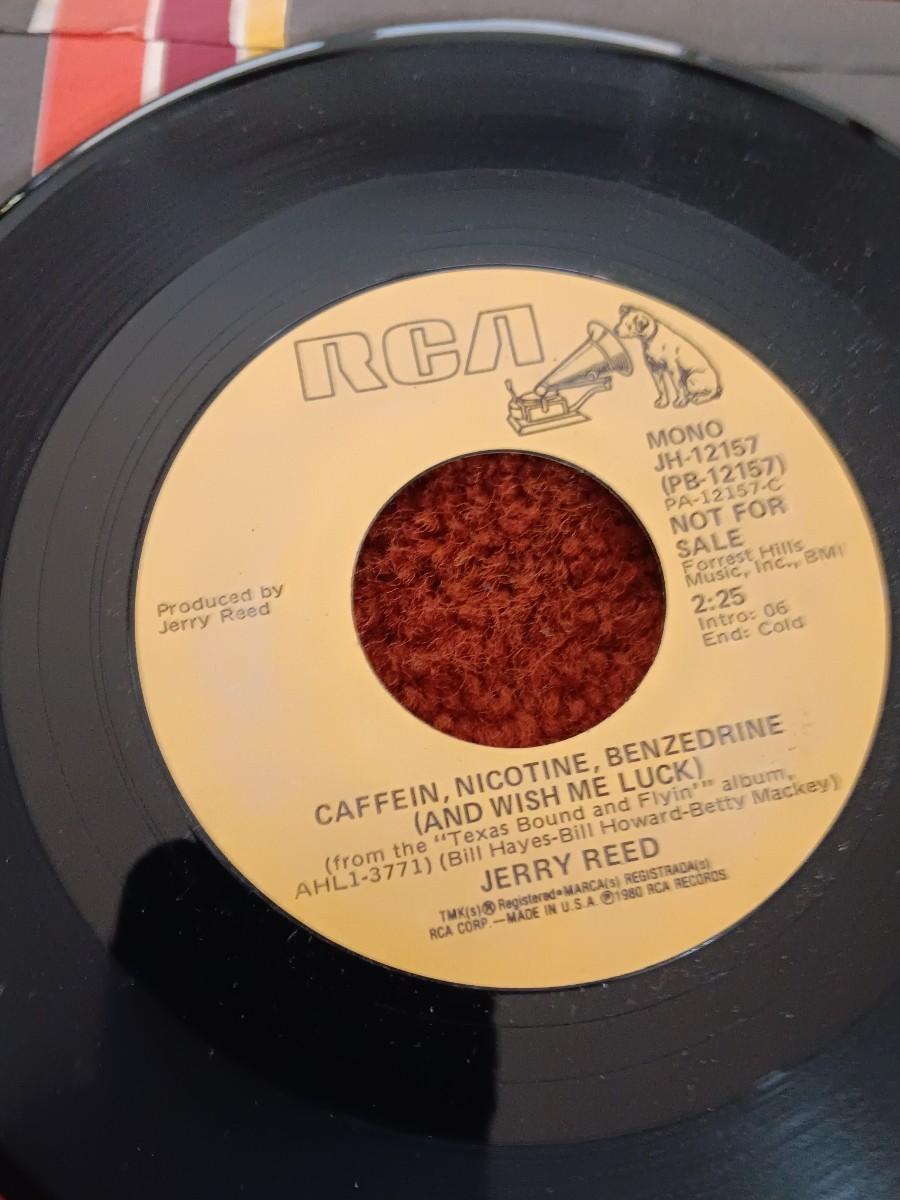 RCA
MONO
JH-12157
(PB-12157)
PA-12157-C
NOT FOR
SALE
Forrest Hills
Music, Inc., BMI
2:25
Intro: 06
End: Cold
Produced by
Jerry Reed
CAFFEIN, NICOTINE, BENZEDRINE
(AND WISH ME LUCK)
(from the “Texas Bound and Flyin’” album,
AHL1-3771) (Bill Hayes-Bill Howard-Betty Mackey)
JERRY REED
TMK(s)® Registered•MARCA(s) REGISTRADA(s)
RCA CORP.—MADE IN U.S.A. ℗1980 RCA RECORDS